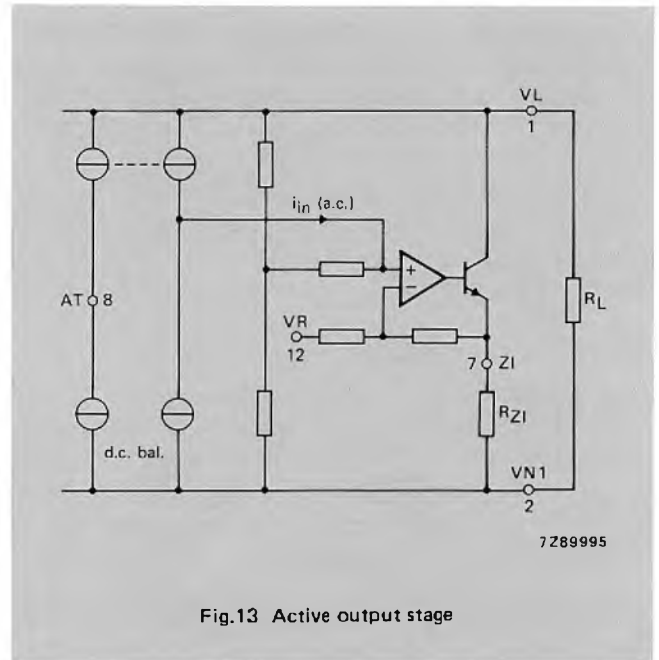 VL
1
i_in (a.c.)
+
−
AT 8
VR
12
7 ZI
R_L
R_ZI
d.c. bal.
VN1
2
7Z89995
Fig.13 Active output stage